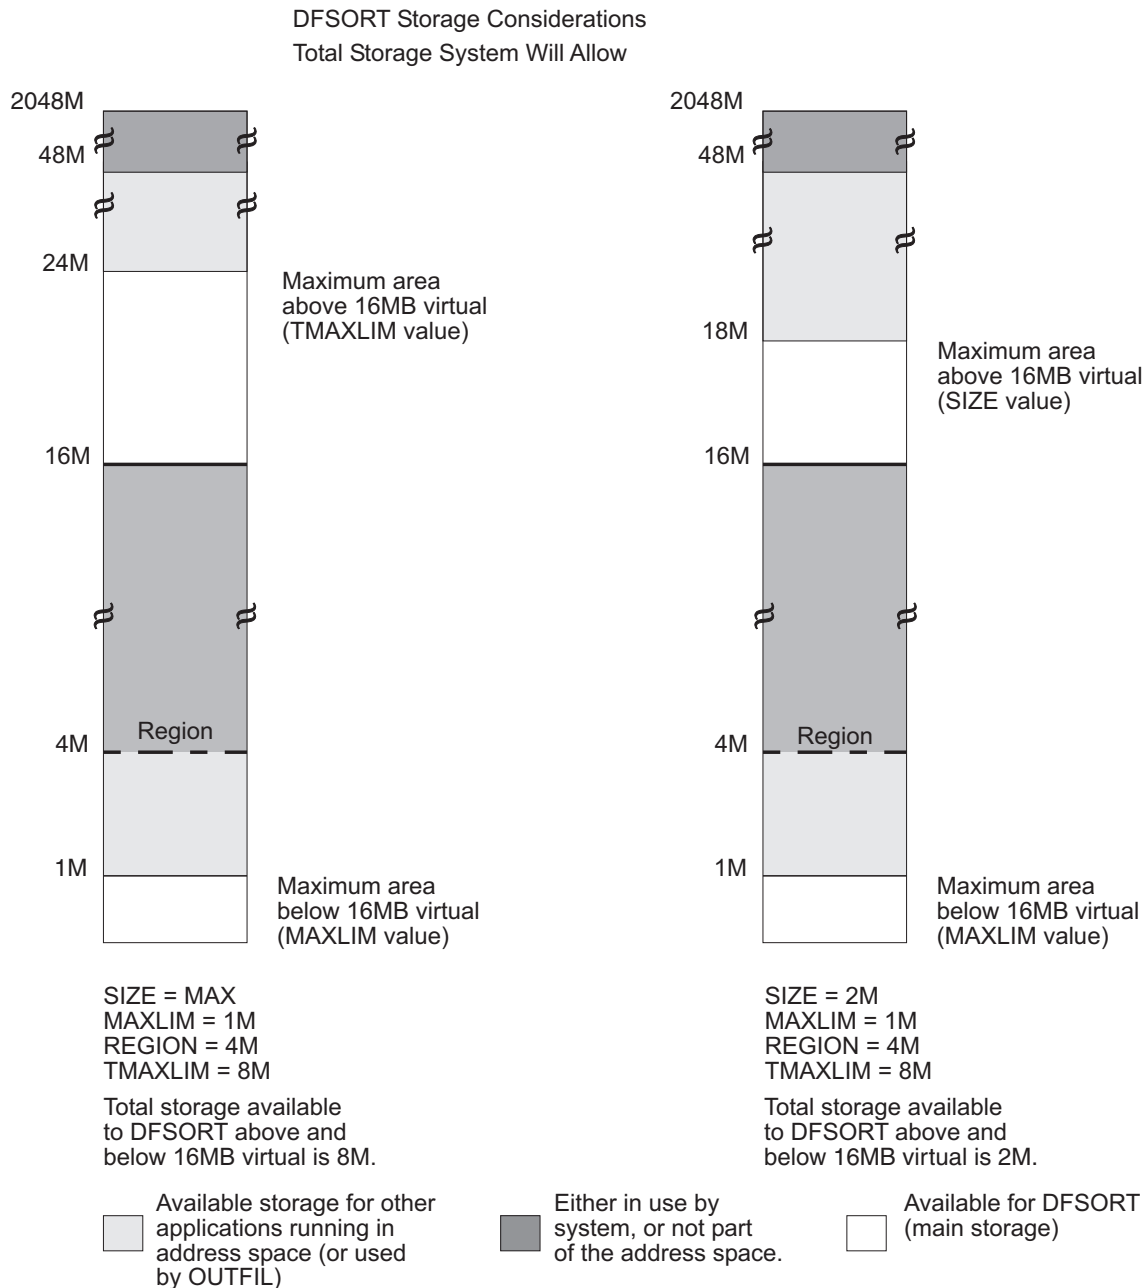 DFSORT Storage Considerations
Total Storage System Will Allow
2048M
48M
24M
Maximum area
above 16MB virtual
(TMAXLIM value)
16M
Region
4M
1M
Maximum area
below 16MB virtual
(MAXLIM value)
SIZE = MAX
MAXLIM = 1M
REGION = 4M
TMAXLIM = 8M
Total storage available
to DFSORT above and
below 16MB virtual is 8M.
2048M
48M
18M
Maximum area
above 16MB virtual
(SIZE value)
16M
Region
4M
1M
Maximum area
below 16MB virtual
(MAXLIM value)
SIZE = 2M
MAXLIM = 1M
REGION = 4M
TMAXLIM = 8M
Total storage available
to DFSORT above and
below 16MB virtual is 2M.
Available storage for other
applications running in
address space (or used
by OUTFIL)
Either in use by
system, or not part
of the address space.
Available for DFSORT
(main storage)